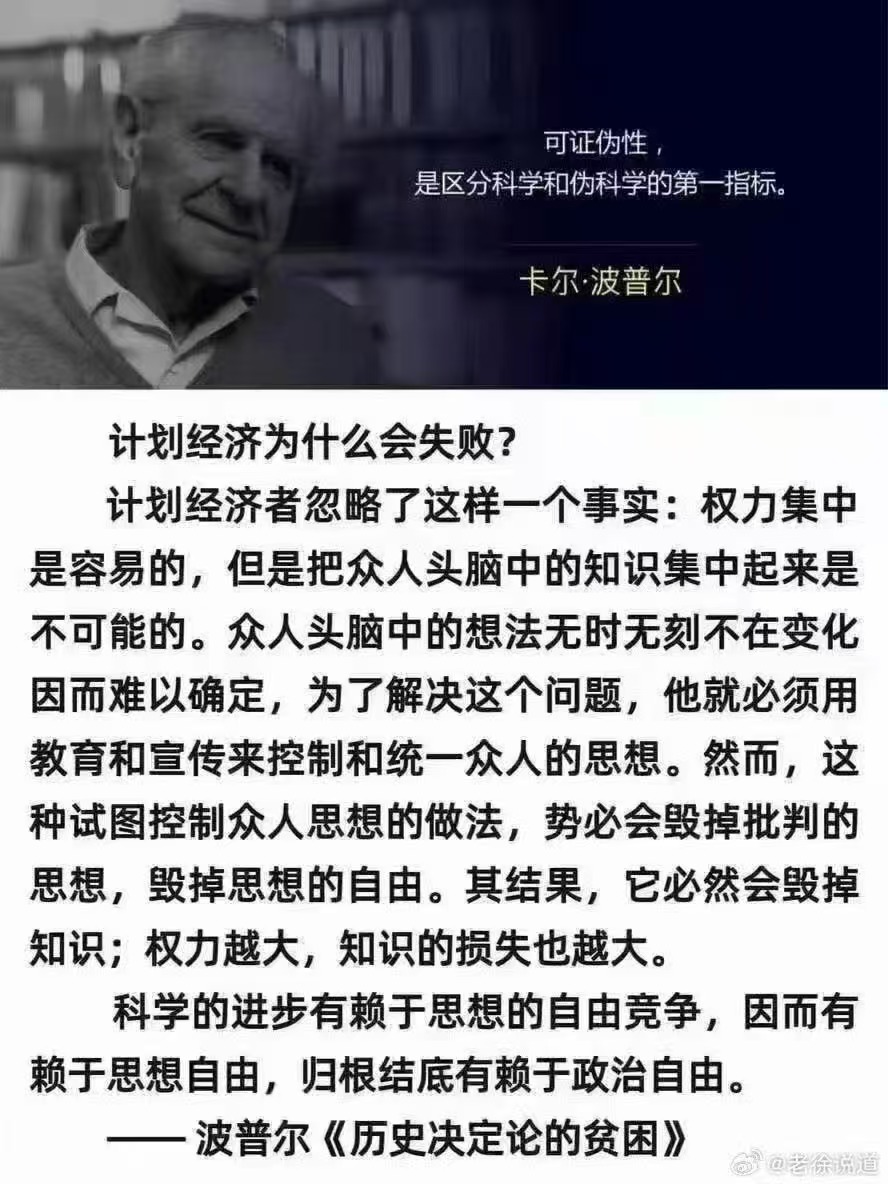 可证伪性，
是区分科学和伪科学的第一指标。
卡尔·波普尔
计划经济为什么会失败？
计划经济者忽略了这样一个事实：权力集中
是容易的，但是把众人头脑中的知识集中起来是
不可能的。众人头脑中的想法无时无刻不在变化
因而难以确定，为了解决这个问题，他就必须用
教育和宣传来控制和统一众人的思想。然而，这
种试图控制众人思想的做法，势必会毁掉批判的
思想，毁掉思想的自由。其结果，它必然会毁掉
知识；权力越大，知识的损失也越大。
科学的进步有赖于思想的自由竞争，因而有
赖于思想自由，归根结底有赖于政治自由。
—— 波普尔《历史决定论的贫困》
@老徐说道